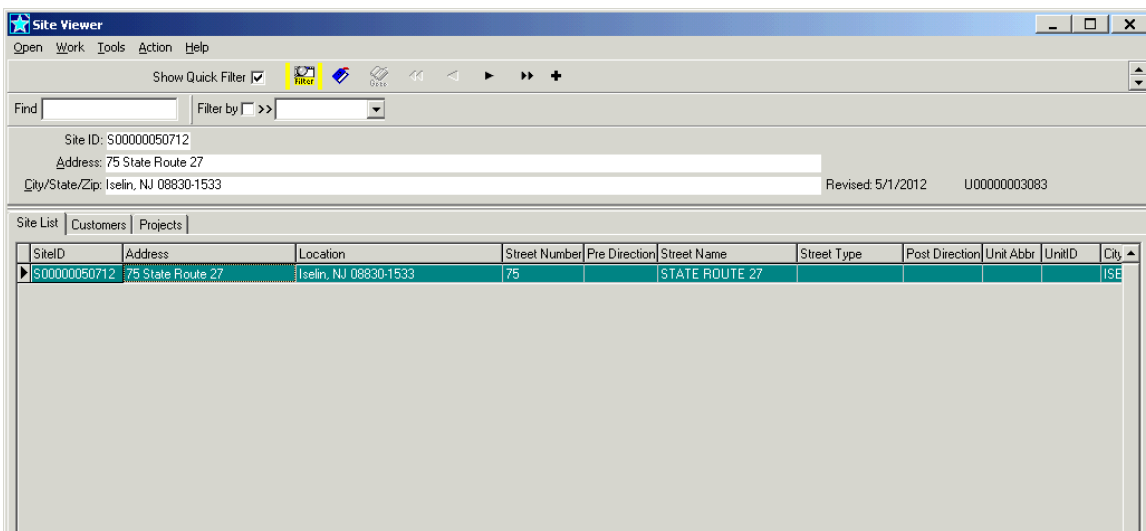 Site Viewer
Open Work Tools Action Help
Show Quick Filter Filter Goto
Find Filter by >>
Site ID: S00000050712
Address: 75 State Route 27
City/State/Zip: Iselin, NJ 08830-1533 Revised: 5/1/2012 U00000003083
Site List Customers Projects
SiteID Address Location Street Number Pre Direction Street Name Street Type Post Direction Unit Abbr UnitID City
S00000050712 75 State Route 27 Iselin, NJ 08830-1533 75 STATE ROUTE 27 ISE